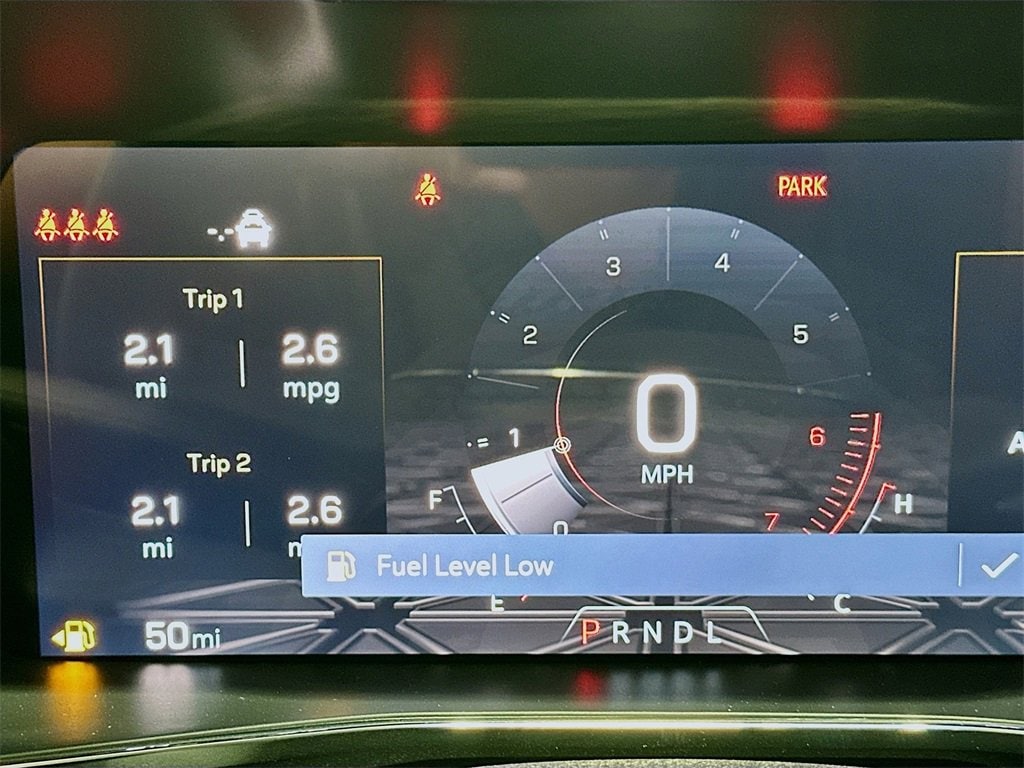 PARK
Trip 1
2.1 2.6
mi mpg
Trip 2
2.1 2.6
mi
50mi
3 4
2 5
1 6
0 7
0
MPH
F H
E C
Fuel Level Low
P R N D L